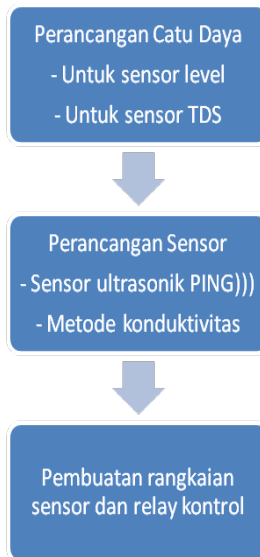 Perancangan Catu Daya
- Untuk sensor level
- Untuk sensor TDS
Perancangan Sensor
- Sensor ultrasonik PING)))
- Metode konduktivitas
Pembuatan rangkaian
sensor dan relay kontrol